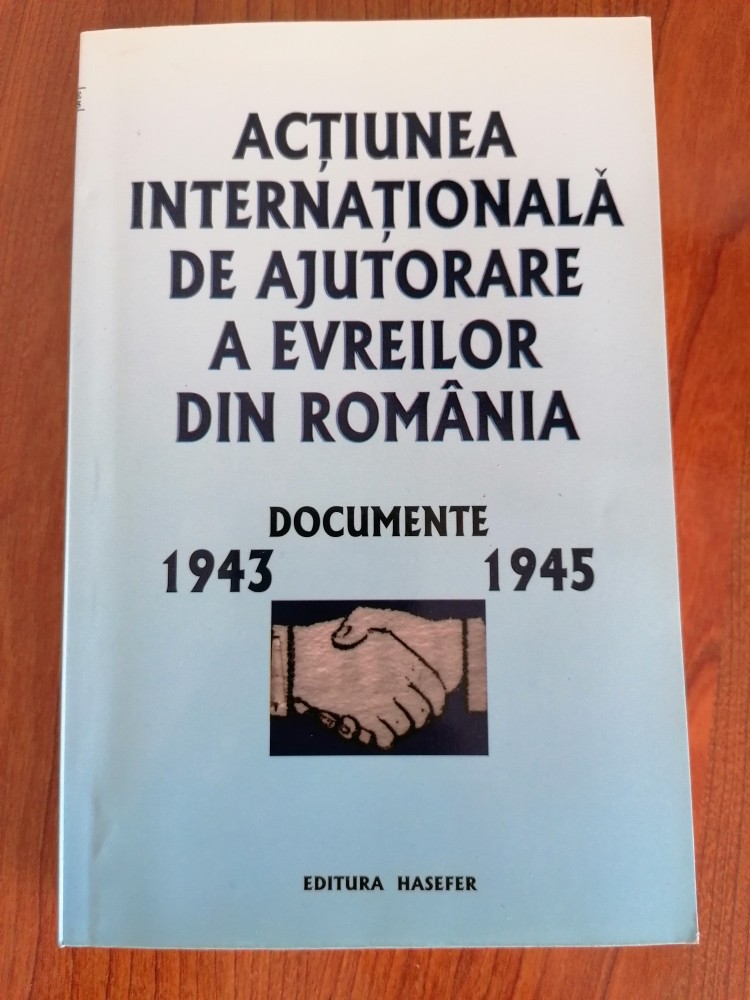 ACȚIUNEA
INTERNAȚIONALĂ
DE AJUTORARE
A EVREILOR
DIN ROMÂNIA
DOCUMENTE
1943 1945
EDITURA HASEFER